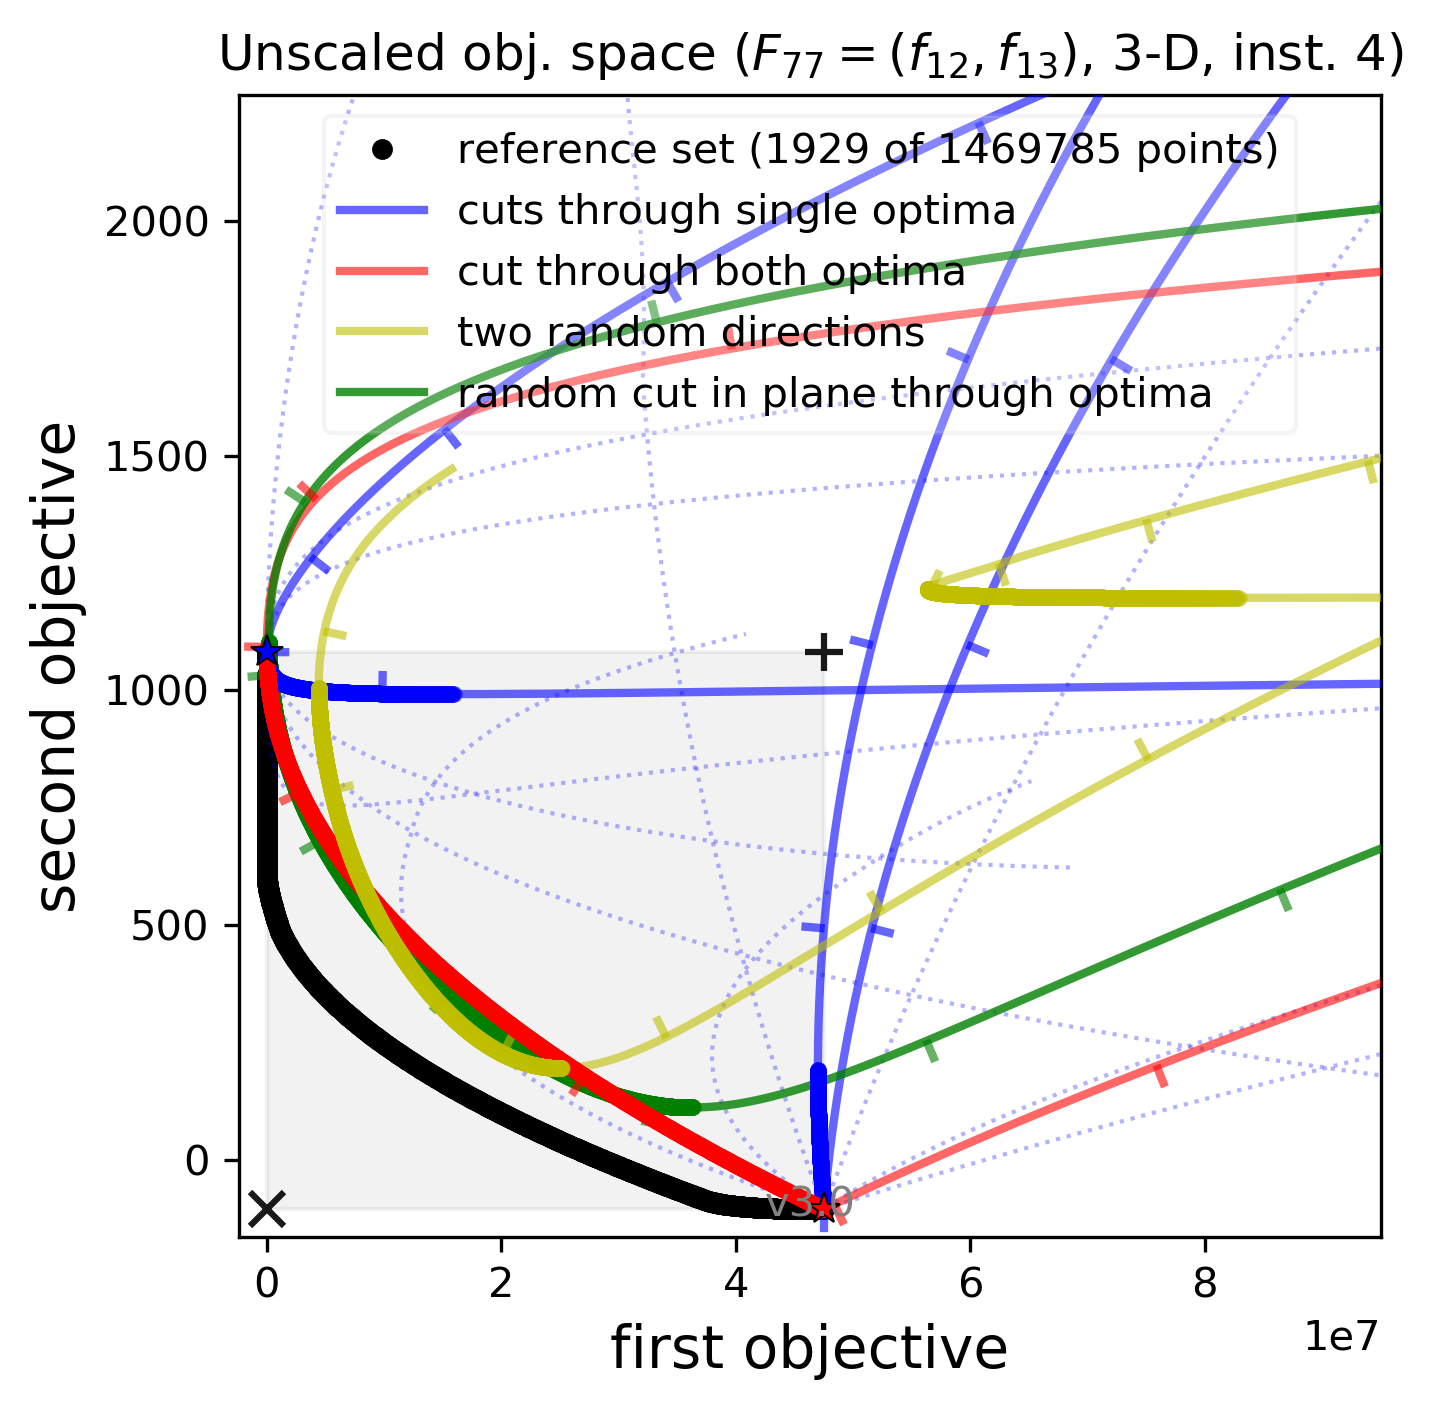 Unscaled obj. space (F₇₇ = (f₁₂, f₁₃), 3-D, inst. 4)
reference set (1929 of 1469785 points)
cuts through single optima
cut through both optima
two random directions
random cut in plane through optima
second objective
2000
1500
1000
500
0
v3.0
0 2 4 6 8
1e7
first objective